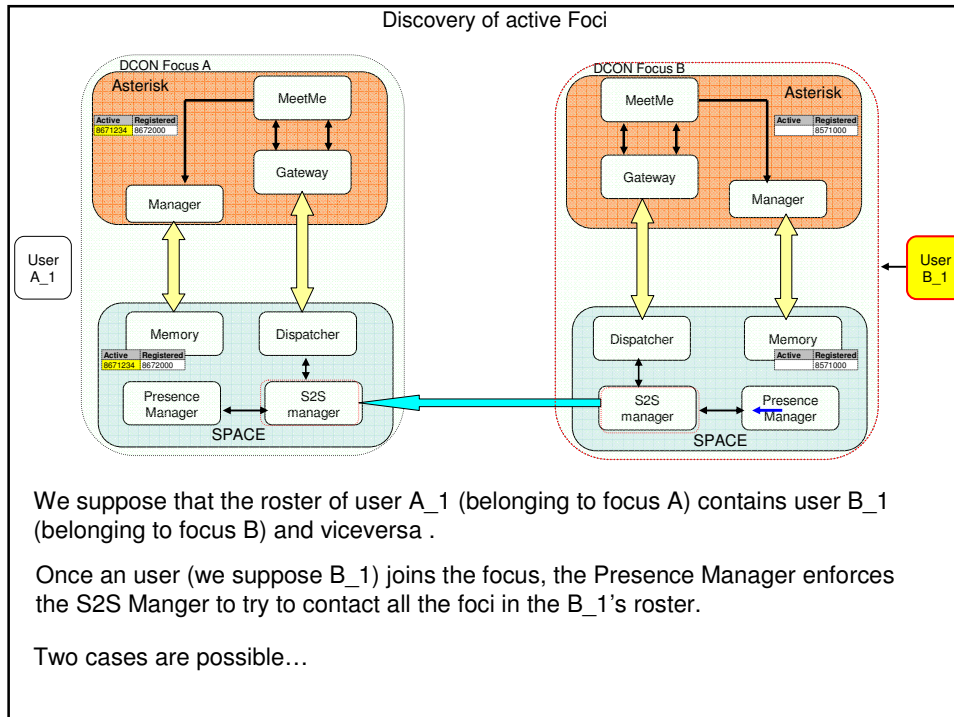 Discovery of active Foci
DCON Focus A
Asterisk
MeetMe
Active Registered
8671234 8672000
Gateway
Manager
User
A_1
Memory
Dispatcher
Active Registered
8671234 8672000
Presence
Manager
S2S
manager
SPACE
DCON Focus B
Asterisk
MeetMe
Active Registered
8571000
Gateway
Manager
User
B_1
Dispatcher
Memory
Active Registered
8571000
S2S
manager
Presence
Manager
SPACE
We suppose that the roster of user A_1 (belonging to focus A) contains user B_1
(belonging to focus B) and viceversa .
Once an user (we suppose B_1) joins the focus, the Presence Manager enforces
the S2S Manger to try to contact all the foci in the B_1's roster.
Two cases are possible…